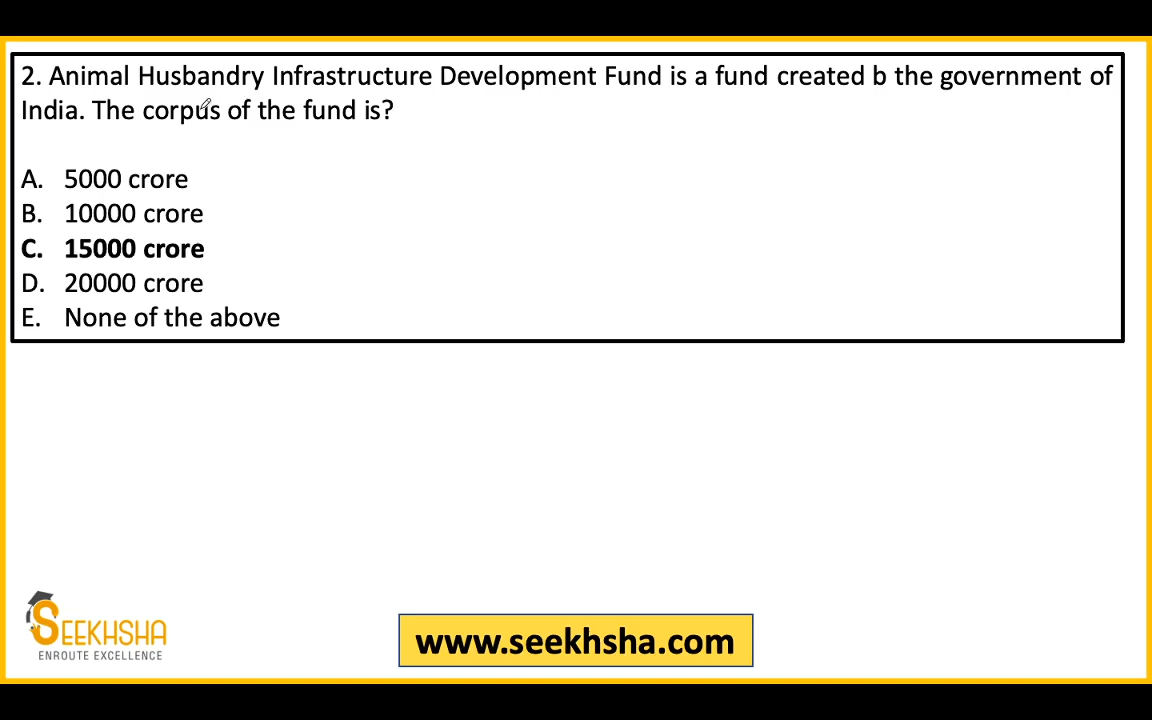 2. Animal Husbandry Infrastructure Development Fund is a fund created b the government of
India. The corpus of the fund is?
A. 5000 crore
B. 10000 crore
C. 15000 crore
D. 20000 crore
E. None of the above
SEEKHSHA
ENROUTE EXCELLENCE
www.seekhsha.com